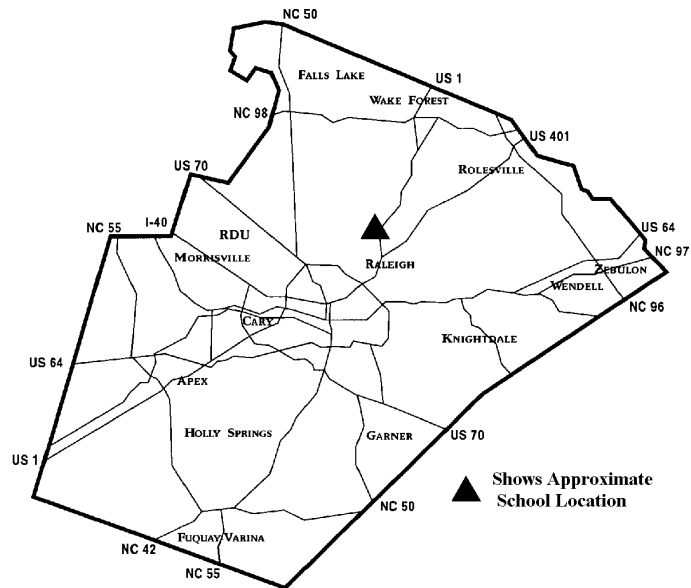 NC 50
FALLS LAKE
US 1
WAKE FOREST
NC 98
US 401
ROLESVILLE
US 70
NC 55
I-40
RDU
US 64
MORRISVILLE
RALEIGH
NC 97
ZEBULON
WENDELL
NC 96
CARY
KNIGHTDALE
US 64
APEX
HOLLY SPRINGS
GARNER
US 70
US 1
Shows Approximate
School Location
NC 50
FUQUAY VARINA
NC 42
NC 55